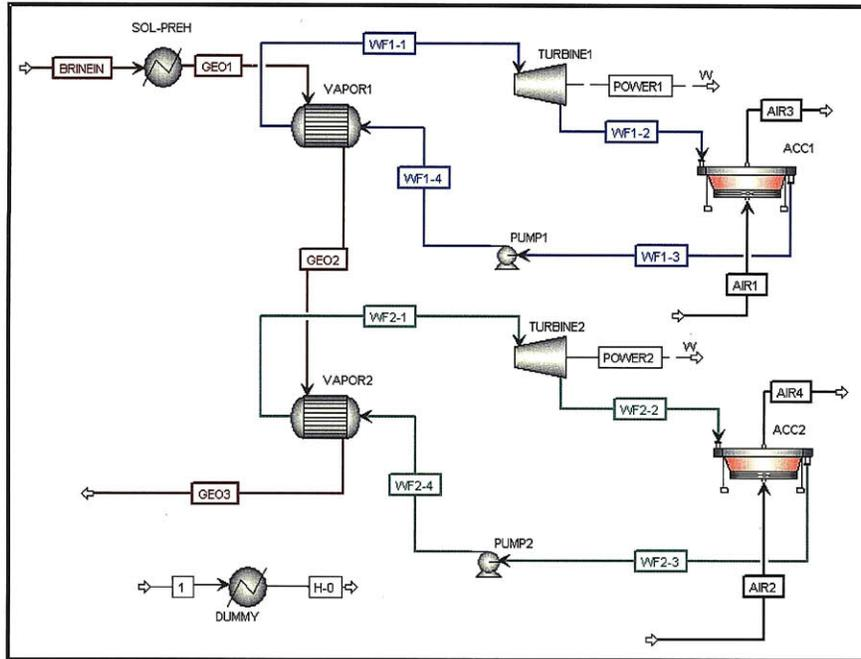 SOL-PREH
BRINEIN
GEO1
WF1-1
TURBINE1
W
POWER1
VAPOR1
WF1-2
AIR3
ACC1
WF1-4
PUMP1
WF1-3
GEO2
AIR1
WF2-1
TURBINE2
W
POWER2
VAPOR2
WF2-2
AIR4
ACC2
WF2-4
GEO3
PUMP2
WF2-3
AIR2
1
H-0
DUMMY